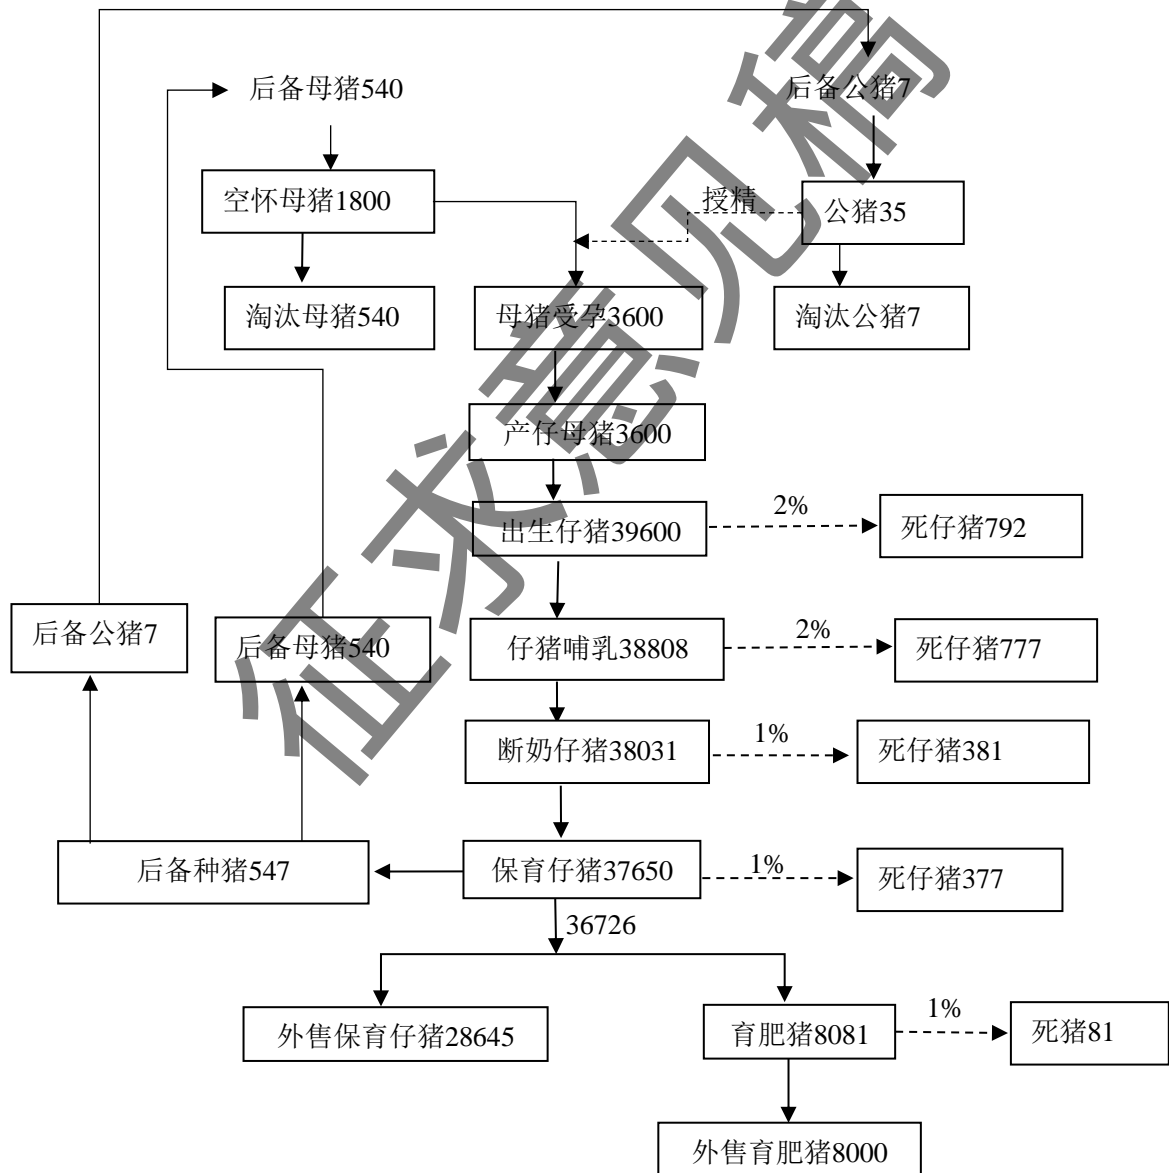 后备母猪540
后备公猪7
空怀母猪1800
授精
公猪35
淘汰母猪540
母猪受孕3600
淘汰公猪7
产仔母猪3600
出生仔猪39600
2%
死仔猪792
后备公猪7
后备母猪540
仔猪哺乳38808
2%
死仔猪777
断奶仔猪38031
1%
死仔猪381
后备种猪547
保育仔猪37650
1%
死仔猪377
36726
外售保育仔猪28645
育肥猪8081
1%
死猪81
外售育肥猪8000
征求意见稿